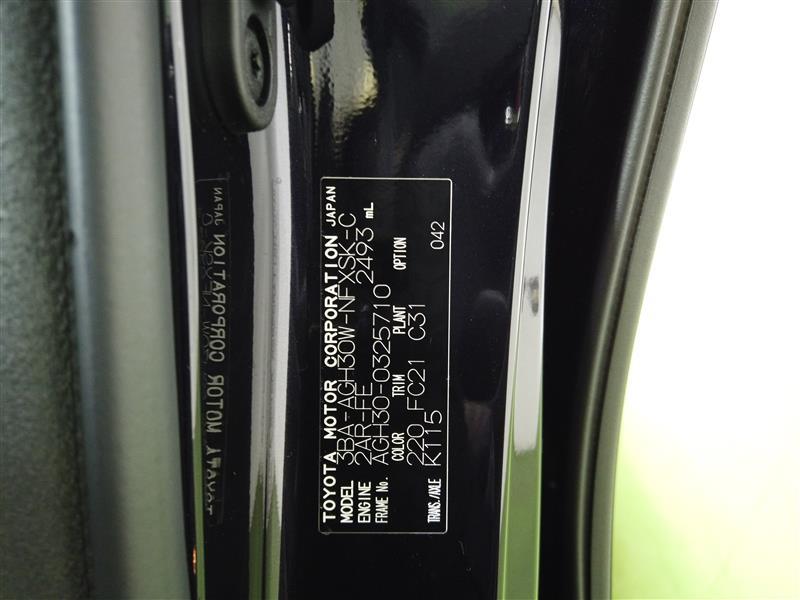 TOYOTA MOTOR CORPORATION JAPAN
MODEL 3BA-AGH30W-NFXSK-C
ENGINE 2AR-FE 2493 mL
FRAME No. AGH30-0325710
COLOR TRIM PLANT OPTION
220 FC21 C31 042
TRANS./AXLE K115